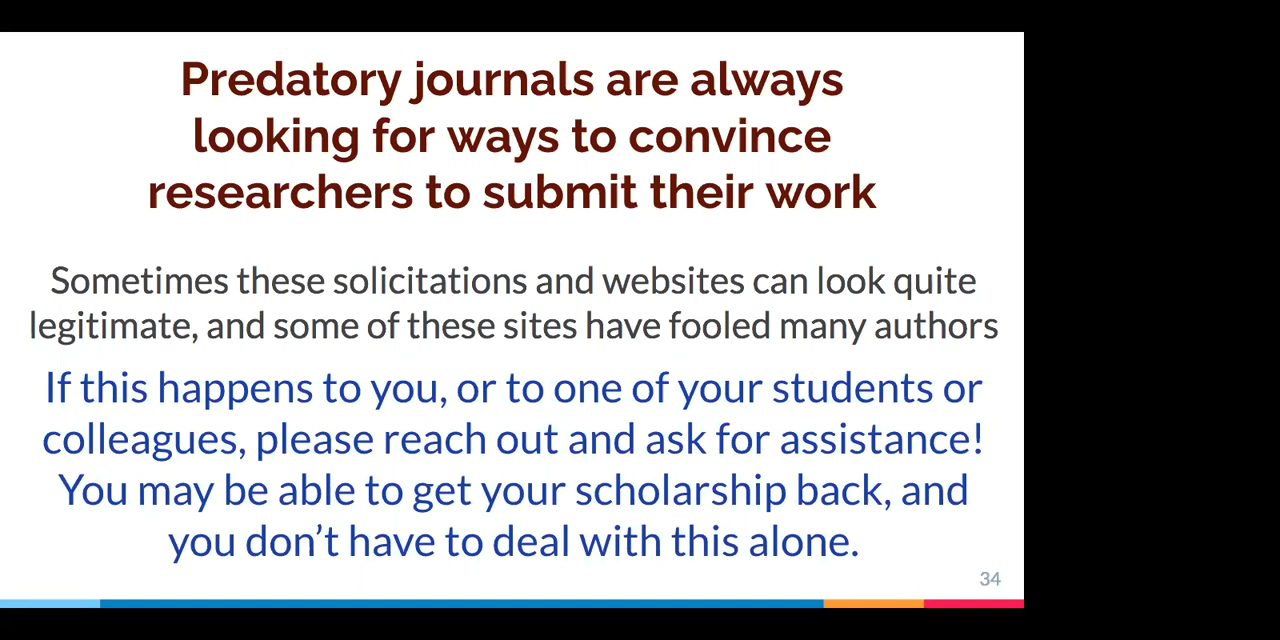 Predatory journals are always
looking for ways to convince
researchers to submit their work
Sometimes these solicitations and websites can look quite
legitimate, and some of these sites have fooled many authors
If this happens to you, or to one of your students or
colleagues, please reach out and ask for assistance!
You may be able to get your scholarship back, and
you don’t have to deal with this alone.
34